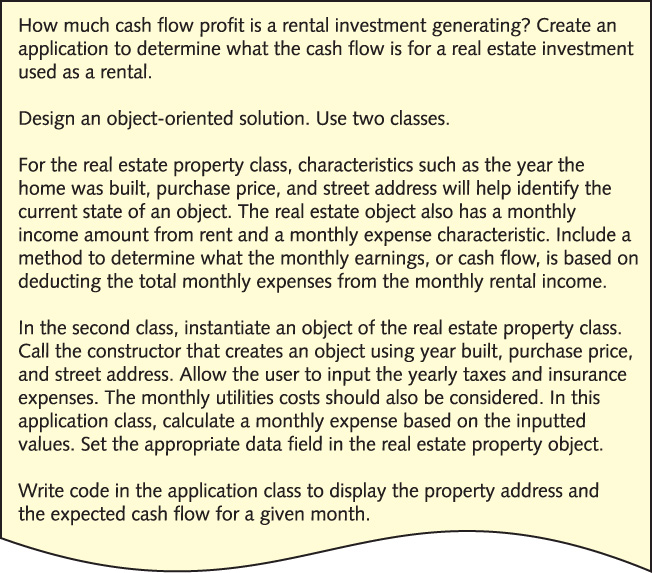 How much cash flow profit is a rental investment generating? Create an
application to determine what the cash flow is for a real estate investment
used as a rental.
Design an object-oriented solution. Use two classes.
For the real estate property class, characteristics such as the year the
home was built, purchase price, and street address will help identify the
current state of an object. The real estate object also has a monthly
income amount from rent and a monthly expense characteristic. Include a
method to determine what the monthly earnings, or cash flow, is based on
deducting the total monthly expenses from the monthly rental income.
In the second class, instantiate an object of the real estate property class.
Call the constructor that creates an object using year built, purchase price,
and street address. Allow the user to input the yearly taxes and insurance
expenses. The monthly utilities costs should also be considered. In this
application class, calculate a monthly expense based on the inputted
values. Set the appropriate data field in the real estate property object.
Write code in the application class to display the property address and
the expected cash flow for a given month.